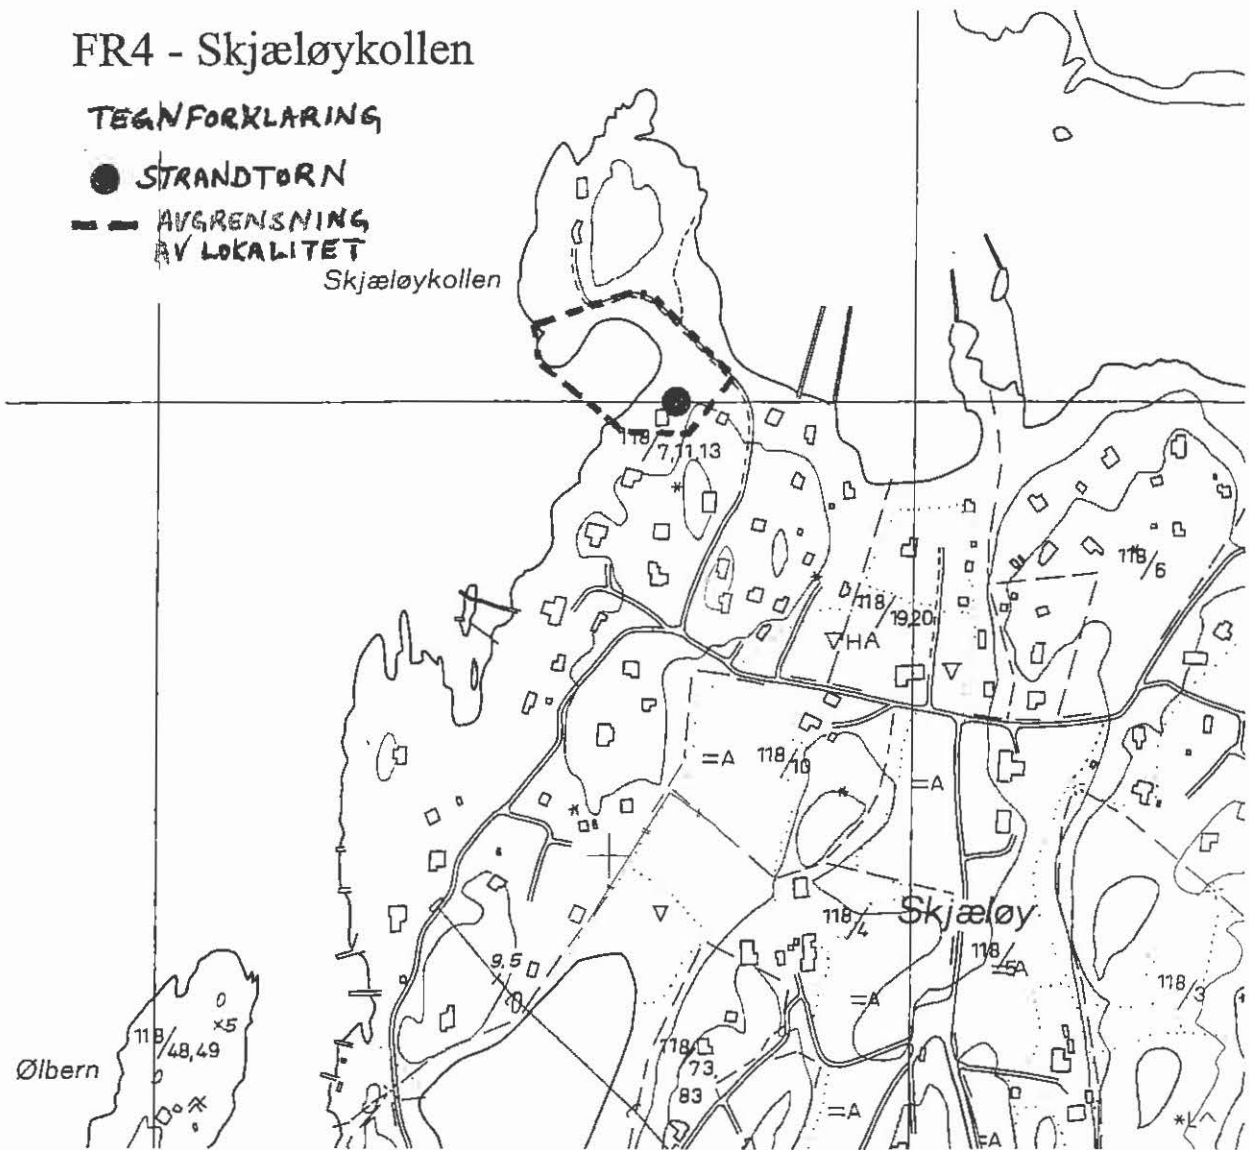 FR4 - Skjæløykollen
TEGNFORKLARING
STRANDTORN
AVGRENSNING
AV LOKALITET
Skjæløykollen
118/7,11,13
118/6
118/19,20
HA
=A
118/10
=A
Skjæløy
118/4
118/5
=A
9.5
118/3
=A
×5
118/48,49
Ølbern
118
73,
83
=A
=A